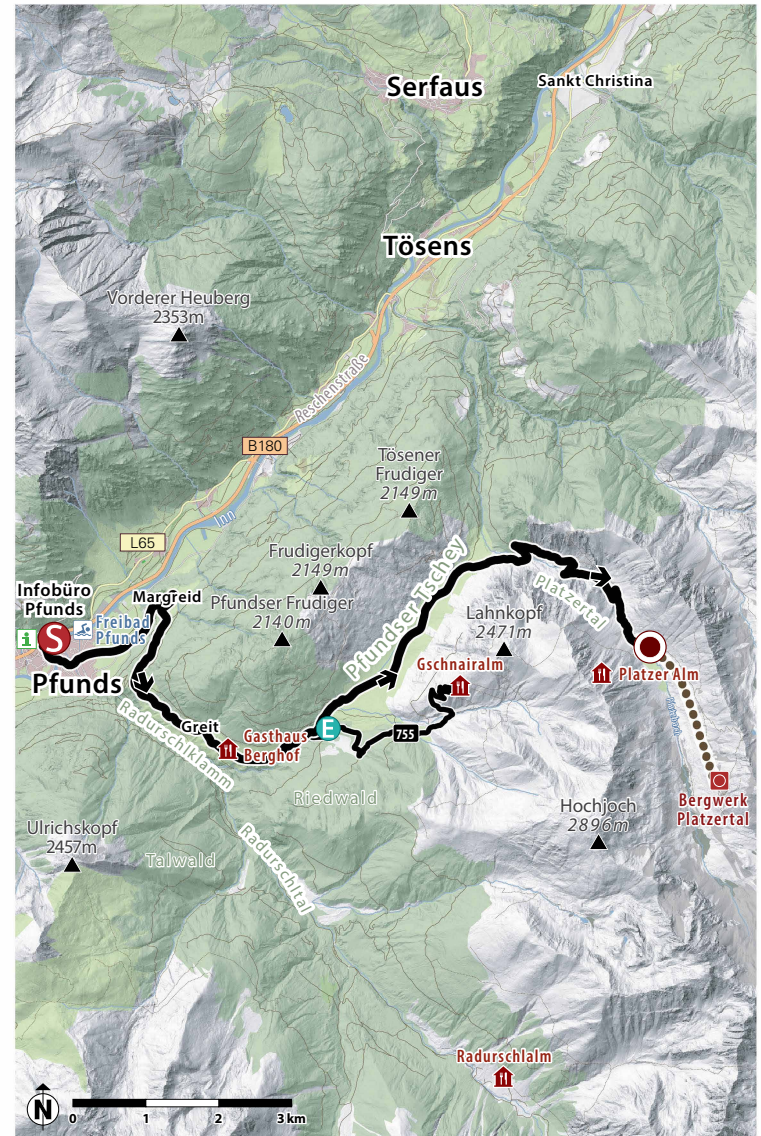 Serfaus
Sankt Christina
Tösens
Vorderer Heuberg
2353m
Reschenstraße
B180
Tösener
Frudiger
2149m
Inn
L65
Frudigerkopf
2149m
Infobüro
Pfunds
Margreid
Pfundser Frudiger
2140m
Pfundser Tschey
Platzertal
Lahnkopf
2471m
i
S
Freibad
Pfunds
Gschnairalm
Platzer Alm
Pfunds
Radurschlklamm
Greit
Gasthaus
Berghof
E
755
Riedwald
Bergwerk
Platzertal
Hochjoch
2896m
Ulrichskopf
2457m
Talwald
Radurschltal
Radurschlalm
N
0
1
2
3 km